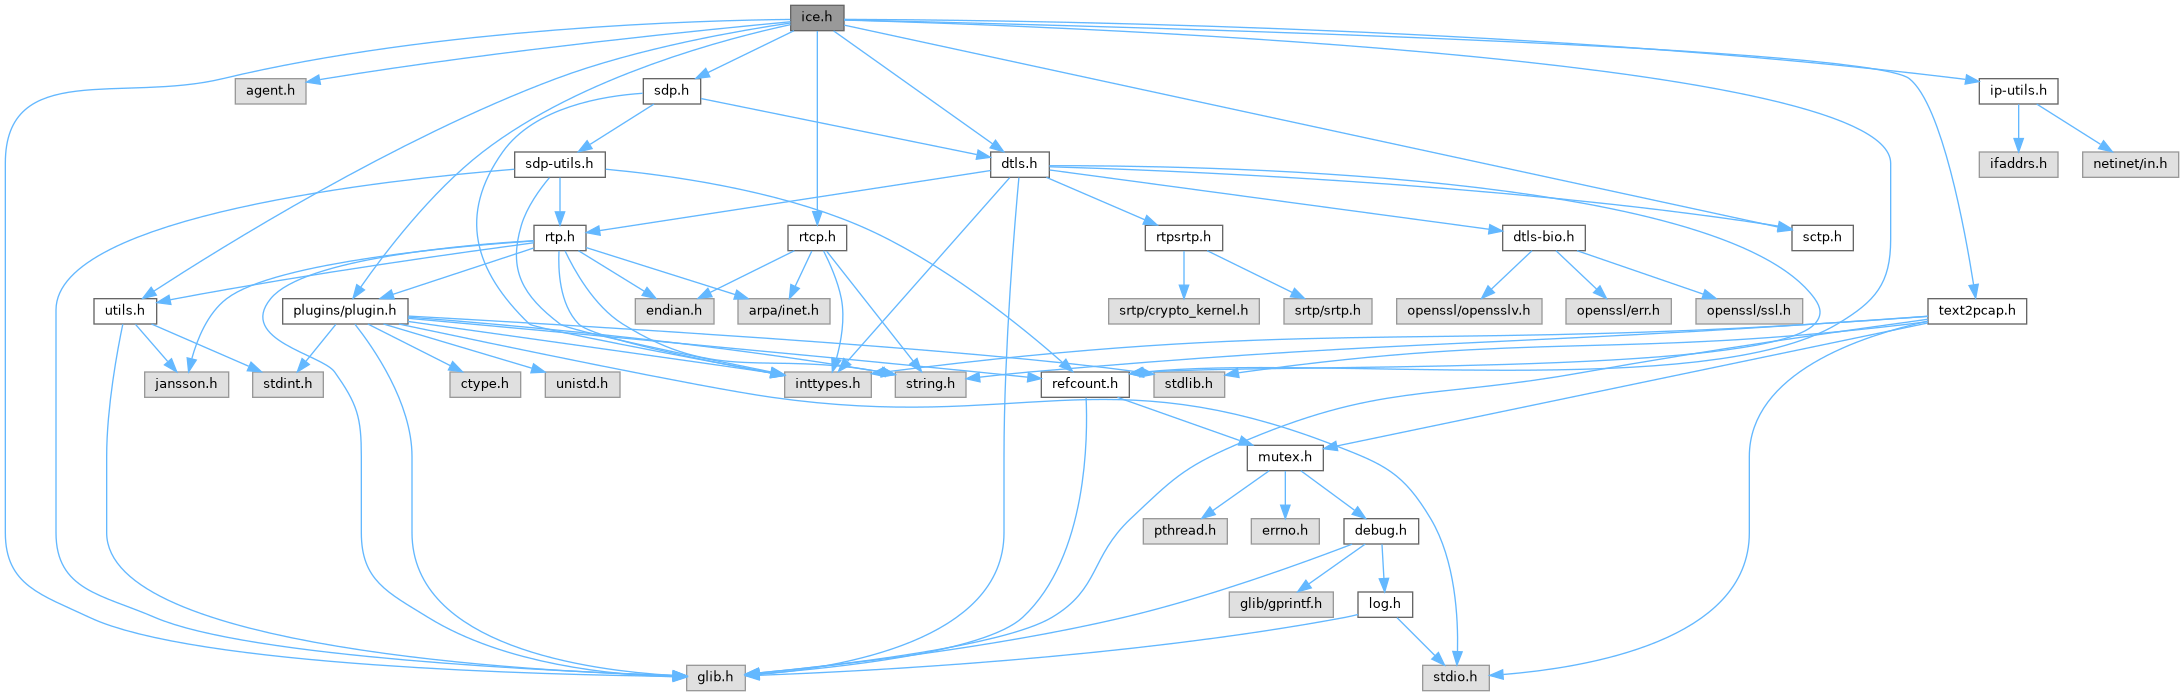 ice.h
agent.h
sdp.h
ip-utils.h
sdp-utils.h
dtls.h
ifaddrs.h
netinet/in.h
rtp.h
rtcp.h
rtpsrtp.h
dtls-bio.h
sctp.h
utils.h
plugins/plugin.h
endian.h
arpa/inet.h
srtp/crypto_kernel.h
srtp/srtp.h
openssl/opensslv.h
openssl/err.h
openssl/ssl.h
text2pcap.h
jansson.h
stdint.h
ctype.h
unistd.h
inttypes.h
string.h
refcount.h
stdlib.h
mutex.h
pthread.h
errno.h
debug.h
glib/gprintf.h
log.h
glib.h
stdio.h